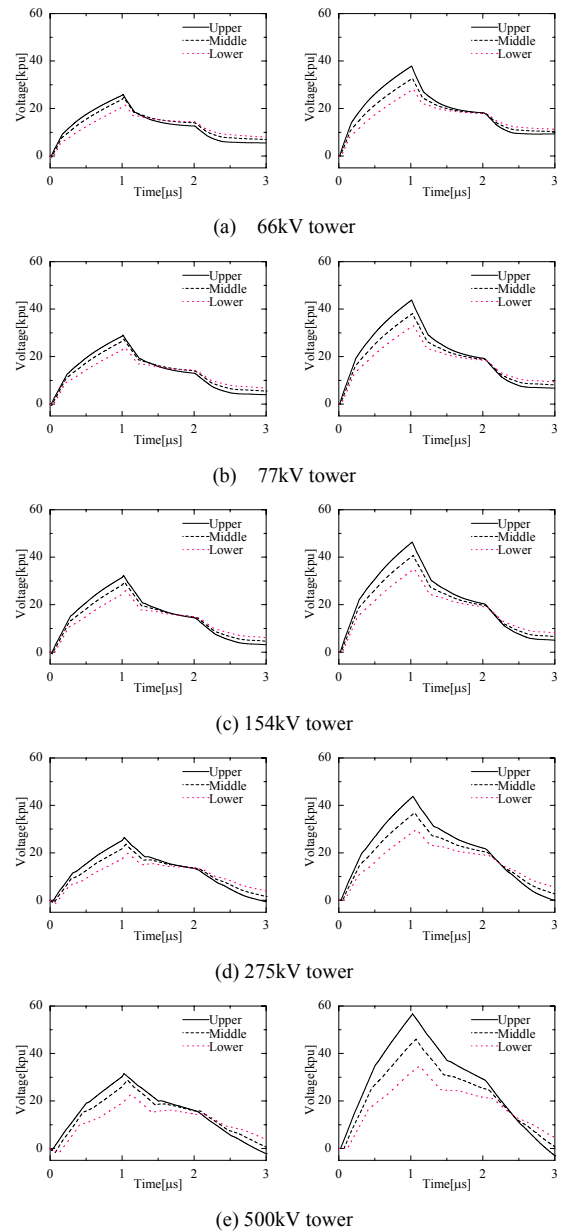 60
Upper
Middle
Lower
40
20
0
Voltage[kpu]
0 1 2 3
Time[μs]
60
Upper
Middle
Lower
40
20
0
Voltage[kpu]
0 1 2 3
Time[μs]
(a) 66kV tower
60
Upper
Middle
Lower
40
20
0
Voltage[kpu]
0 1 2 3
Time[μs]
60
Upper
Middle
Lower
40
20
0
Voltage[kpu]
0 1 2 3
Time[μs]
(b) 77kV tower
60
Upper
Middle
Lower
40
20
0
Voltage[kpu]
0 1 2 3
Time[μs]
60
Upper
Middle
Lower
40
20
0
Voltage[kpu]
0 1 2 3
Time[μs]
(c) 154kV tower
60
Upper
Middle
Lower
40
20
0
Voltage[kpu]
0 1 2 3
Time[μs]
60
Upper
Middle
Lower
40
20
0
Voltage[kpu]
0 1 2 3
Time[μs]
(d) 275kV tower
60
Upper
Middle
Lower
40
20
0
Voltage[kpu]
0 1 2 3
Time[μs]
60
Upper
Middle
Lower
40
20
0
Voltage[kpu]
0 1 2 3
Time[μs]
(e) 500kV tower